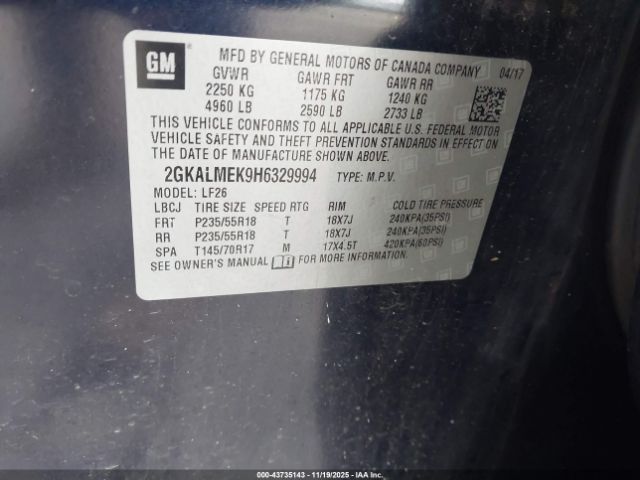 GM
MFD BY GENERAL MOTORS OF CANADA COMPANY 04/17
GVWR GAWR FRT GAWR RR
2250 KG 1175 KG 1240 KG
4960 LB 2590 LB 2733 LB
THIS VEHICLE CONFORMS TO ALL APPLICABLE U.S. FEDERAL MOTOR
VEHICLE SAFETY AND THEFT PREVENTION STANDARDS IN EFFECT ON
THE DATE OF MANUFACTURE SHOWN ABOVE.
2GKALMEK9H6329994 TYPE: M.P.V.
MODEL: LF26
LBCJ TIRE SIZE SPEED RTG RIM COLD TIRE PRESSURE
FRT P235/55R18 T 18X7J 240KPA(35PSI)
RR P235/55R18 T 18X7J 240KPA(35PSI)
SPA T145/70R17 M 17X4.5T 420KPA(60PSI)
SEE OWNER'S MANUAL FOR MORE INFORMATION
000-43735143 - 11/19/2025 - IAAI.COM